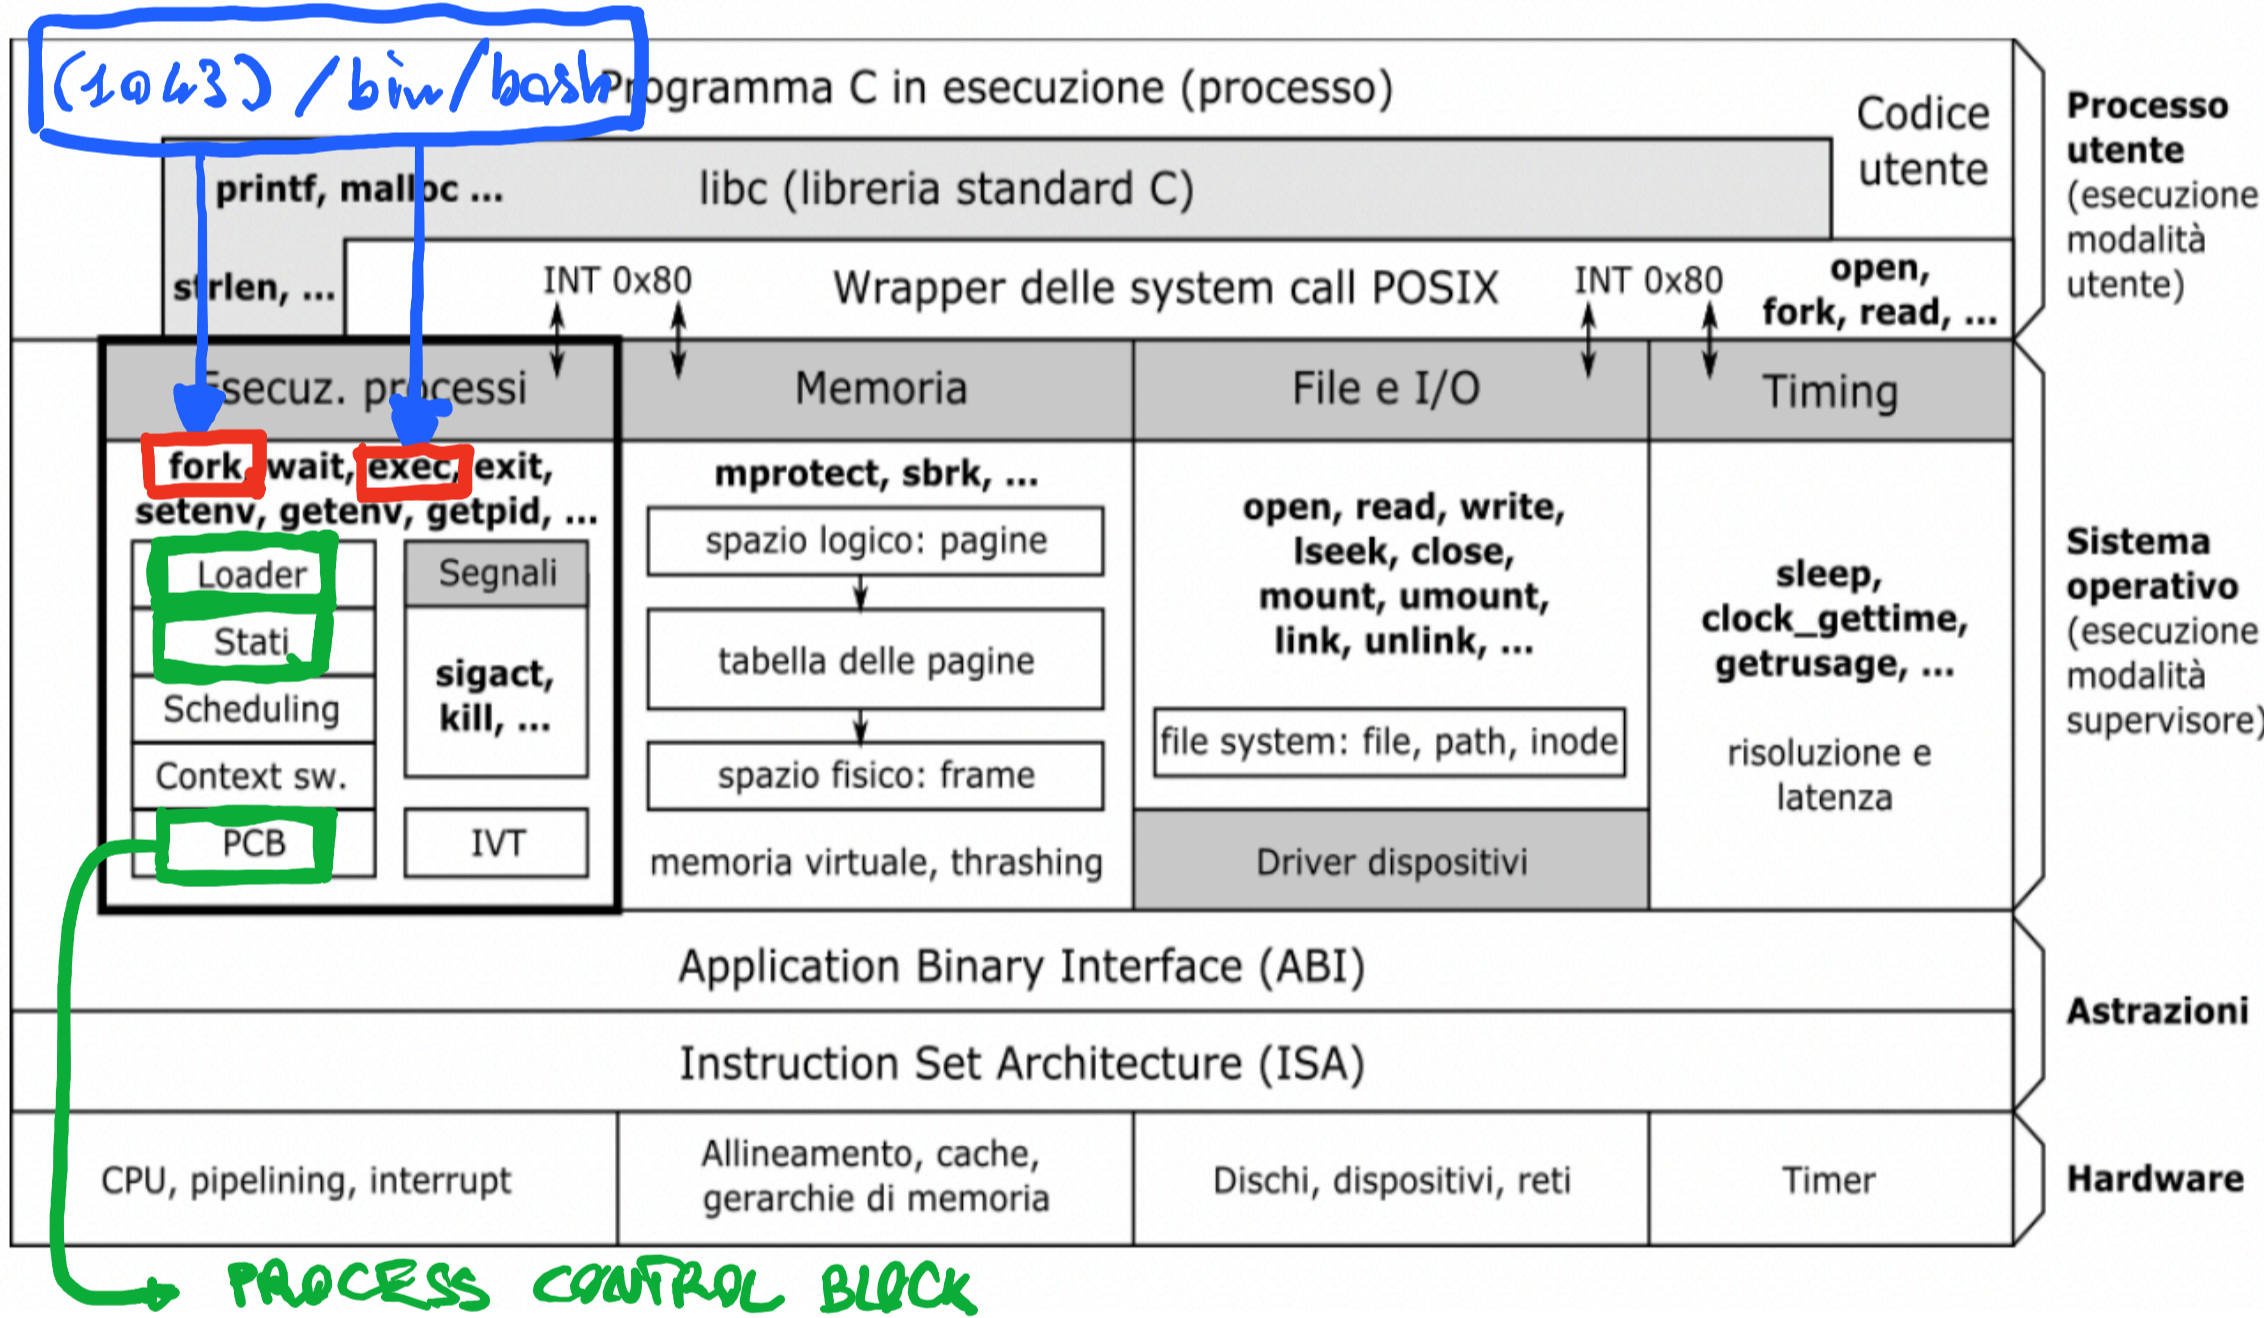 (1043) /bin/bash
Programma C in esecuzione (processo)
Codice
utente
printf, malloc ...
libc (libreria standard C)
strlen, ...
INT 0x80
Wrapper delle system call POSIX
INT 0x80
open,
fork, read, ...
Processo
utente
(esecuzione
modalità
utente)
Esecuz. processi
fork, wait, exec, exit,
setenv, getenv, getpid, ...
Loader
Stati
Scheduling
Context sw.
PCB
Segnali
sigact,
kill, ...
IVT
Memoria
mprotect, sbrk, ...
spazio logico: pagine
tabella delle pagine
spazio fisico: frame
memoria virtuale, thrashing
File e I/O
open, read, write,
lseek, close,
mount, umount,
link, unlink, ...
file system: file, path, inode
Driver dispositivi
Timing
sleep,
clock_gettime,
getrusage, ...
risoluzione e
latenza
Sistema
operativo
(esecuzione
modalità
supervisore)
Application Binary Interface (ABI)
Instruction Set Architecture (ISA)
Astrazioni
CPU, pipelining, interrupt
Allineamento, cache,
gerarchie di memoria
Dischi, dispositivi, reti
Timer
Hardware
PROCESS CONTROL BLOCK